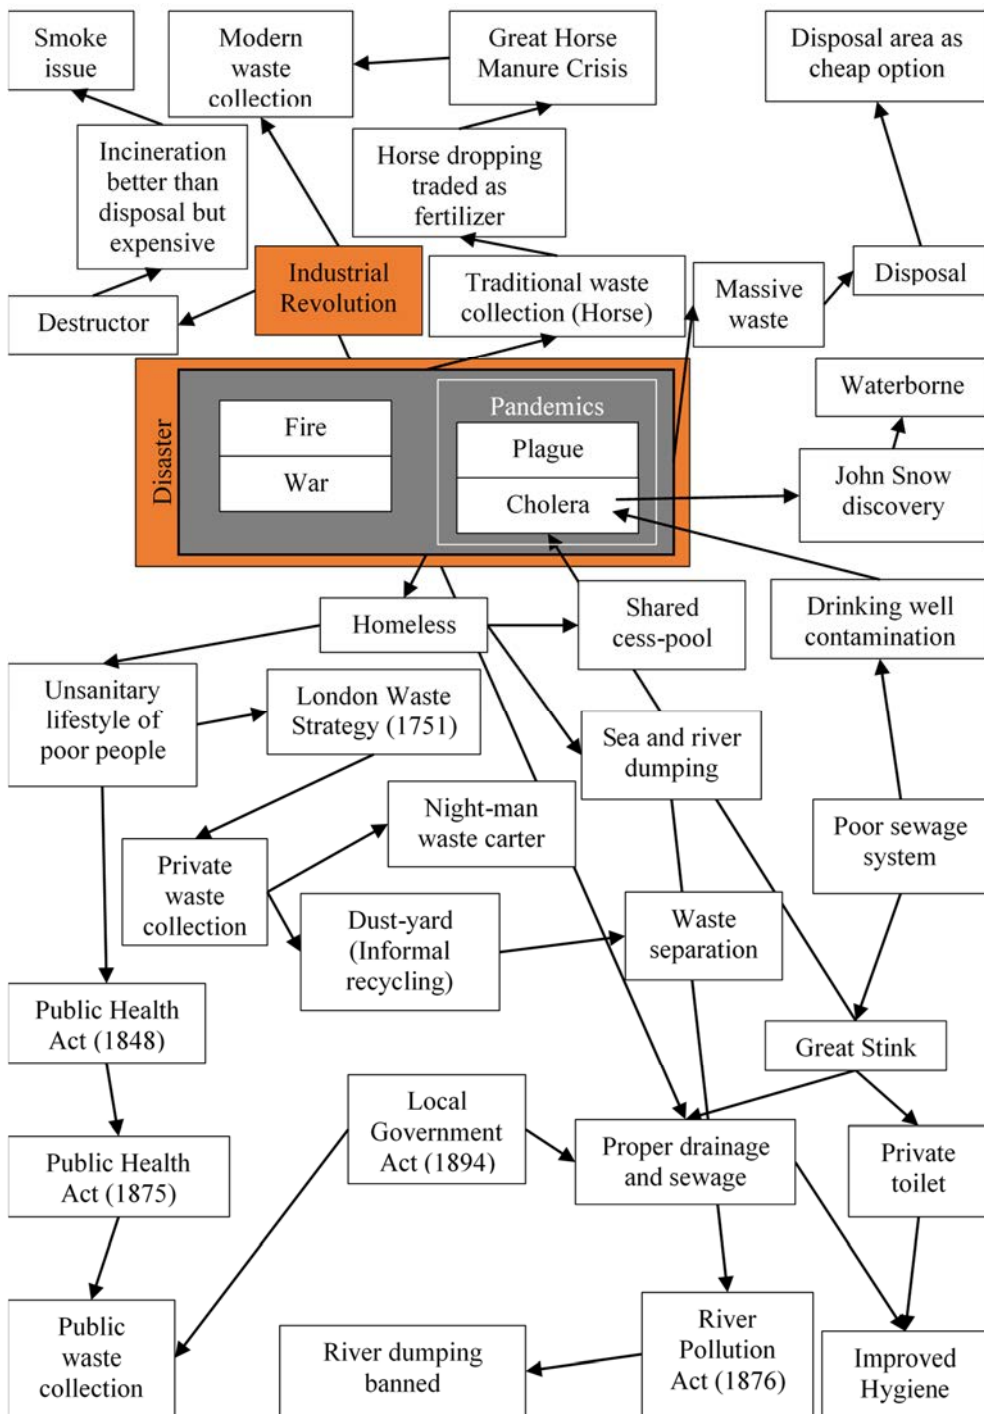 Smoke
issue
Modern
waste
collection
Great Horse
Manure Crisis
Disposal area as
cheap option
Incineration
better than
disposal but
expensive
Horse dropping
traded as
fertilizer
Industrial
Revolution
Traditional waste
collection (Horse)
Massive
waste
Disposal
Destructor
Disaster
Fire
War
Pandemics
Plague
Cholera
Waterborne
John Snow
discovery
Homeless
Shared
cess-pool
Drinking well
contamination
Unsanitary
lifestyle of
poor people
London Waste
Strategy (1751)
Sea and river
dumping
Night-man
waste carter
Poor sewage
system
Private
waste
collection
Dust-yard
(Informal
recycling)
Waste
separation
Public Health
Act (1848)
Great Stink
Local
Government
Act (1894)
Proper drainage
and sewage
Private
toilet
Public Health
Act (1875)
Public
waste
collection
River dumping
banned
River
Pollution
Act (1876)
Improved
Hygiene